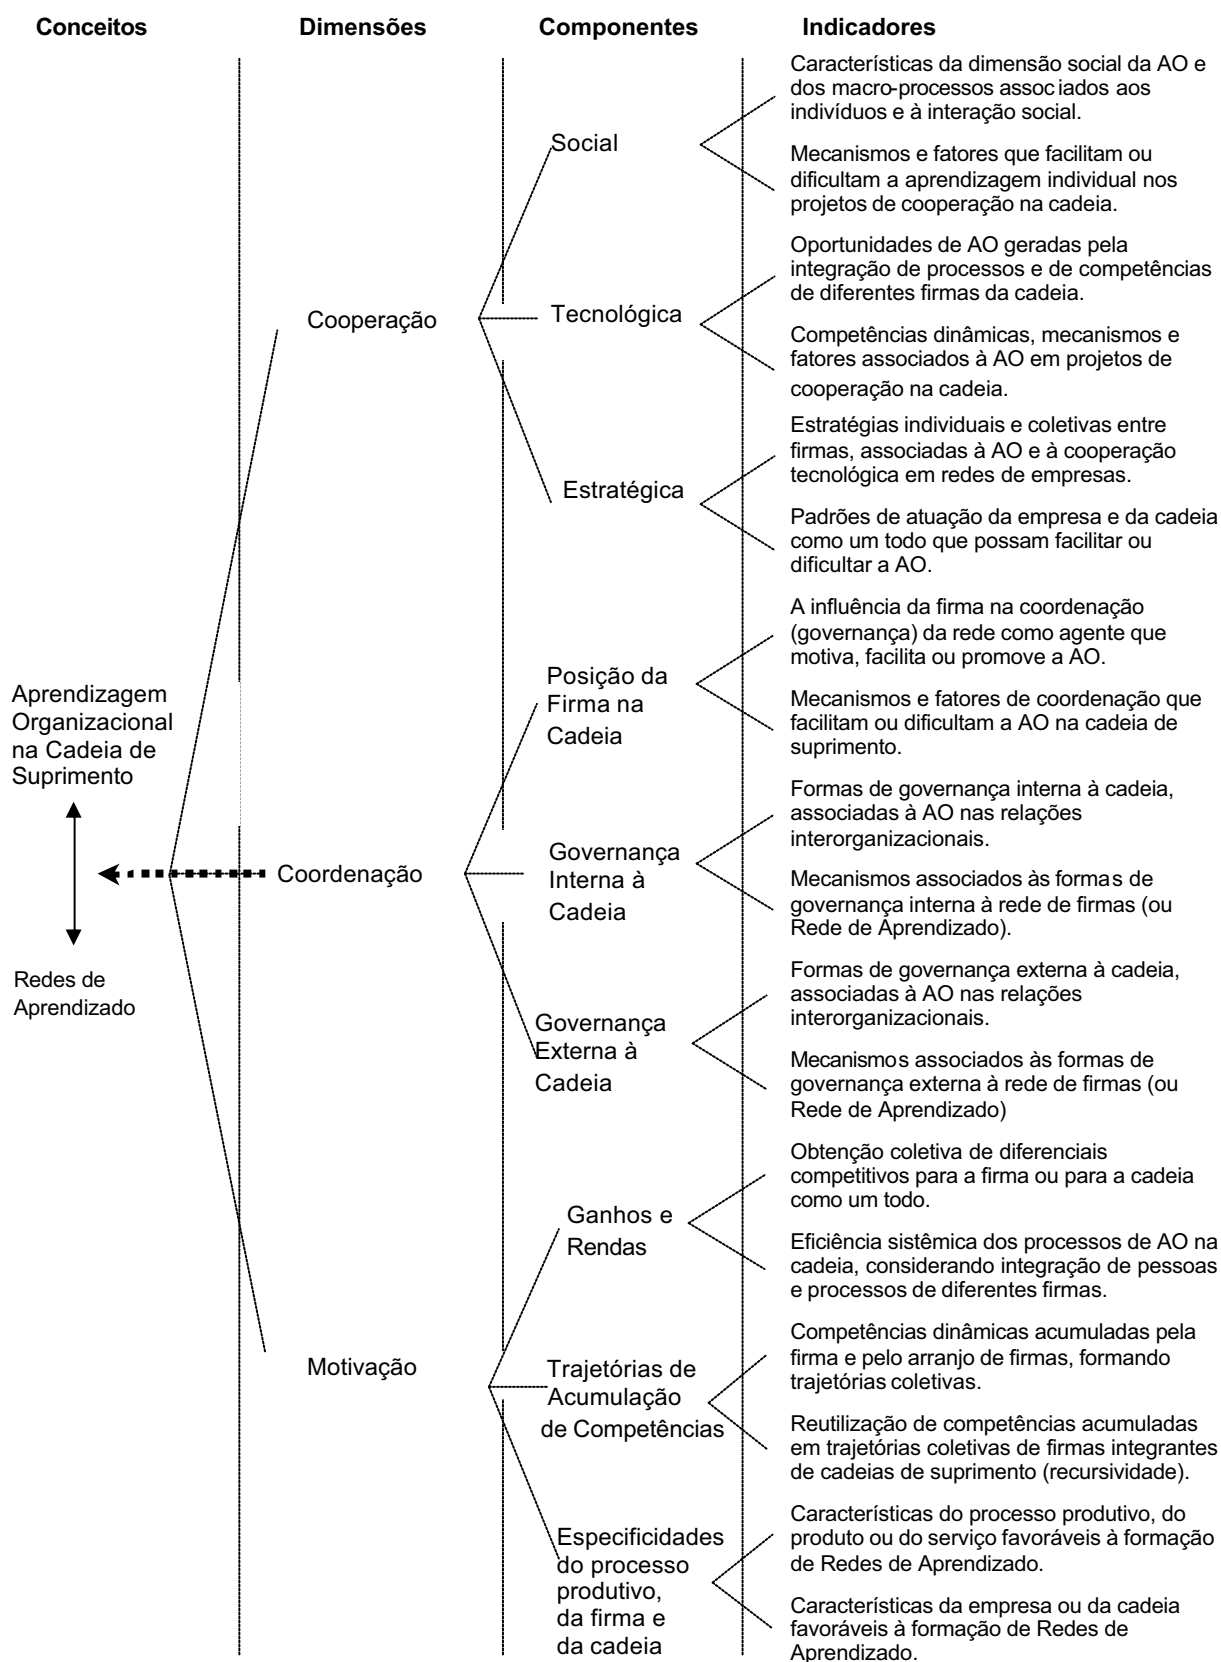 Conceitos Dimensões Componentes Indicadores
Aprendizagem
Organizacional
na Cadeia de
Suprimento
Redes de
Aprendizado
Cooperação
Coordenação
Motivação
Social
Tecnológica
Estratégica
Posição da
Firma na
Cadeia
Governança
Interna à
Cadeia
Governança
Externa à
Cadeia
Ganhos e
Rendas
Trajetórias de
Acumulação
de Competências
Especificidades
do processo
produtivo,
da firma e
da cadeia
Características da dimensão social da AO e
dos macro-processos associados aos
indivíduos e à interação social.
Mecanismos e fatores que facilitam ou
dificultam a aprendizagem individual nos
projetos de cooperação na cadeia.
Oportunidades de AO geradas pela
integração de processos e de competências
de diferentes firmas da cadeia.
Competências dinâmicas, mecanismos e
fatores associados à AO em projetos de
cooperação na cadeia.
Estratégias individuais e coletivas entre
firmas, associadas à AO e à cooperação
tecnológica em redes de empresas.
Padrões de atuação da empresa e da cadeia
como um todo que possam facilitar ou
dificultar a AO.
A influência da firma na coordenação
(governança) da rede como agente que
motiva, facilita ou promove a AO.
Mecanismos e fatores de coordenação que
facilitam ou dificultam a AO na cadeia de
suprimento.
Formas de governança interna à cadeia,
associadas à AO nas relações
interorganizacionais.
Mecanismos associados às formas de
governança interna à rede de firmas (ou
Rede de Aprendizado).
Formas de governança externa à cadeia,
associadas à AO nas relações
interorganizacionais.
Mecanismos associados às formas de
governança externa à rede de firmas (ou
Rede de Aprendizado)
Obtenção coletiva de diferenciais
competitivos para a firma ou para a cadeia
como um todo.
Eficiência sistêmica dos processos de AO na
cadeia, considerando integração de pessoas
e processos de diferentes firmas.
Competências dinâmicas acumuladas pela
firma e pelo arranjo de firmas, formando
trajetórias coletivas.
Reutilização de competências acumuladas
em trajetórias coletivas de firmas integrantes
de cadeias de suprimento (recursividade).
Características do processo produtivo, do
produto ou do serviço favoráveis à formação
de Redes de Aprendizado.
Características da empresa ou da cadeia
favoráveis à formação de Redes de
Aprendizado.